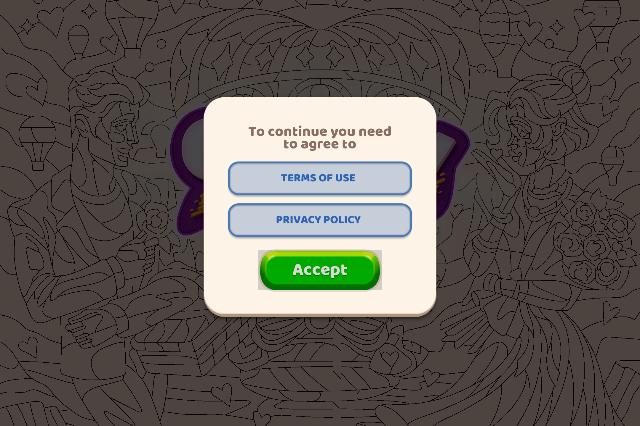 To continue you need
to agree to
TERMS OF USE
PRIVACY POLICY
Accept